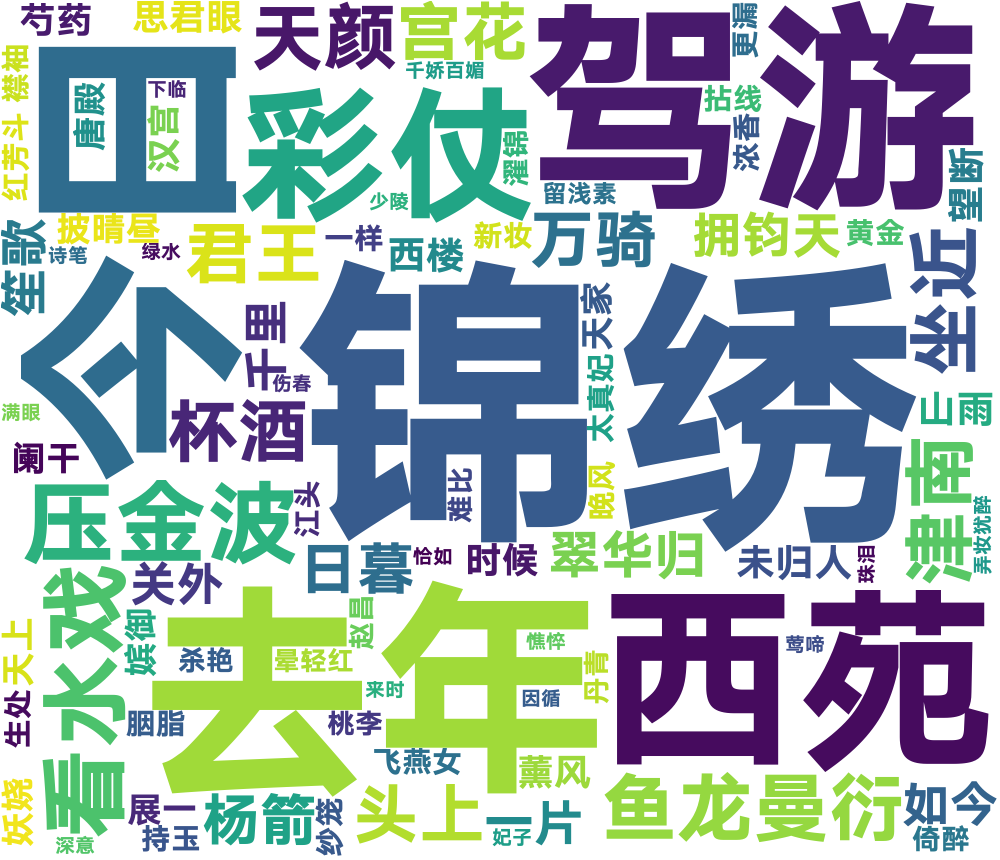 芍药
思君眼
天颜
宫花
驾游
更漏
千娇百媚
襟袖
唐殿
下临
汉宫
彩仗
拈线
浓香
濯锦
红芳斗
今日
少陵
留浅素
望断
披晴昼
君王
一样
西楼
新妆
万骑
拥钧天
黄金
笙歌
诗笔
绿水
坐近
千里
锦绣
天家
伤春
太真妃
满眼
杯酒
山雨
阑干
难比
晚风
津南
压金波
江头
日暮
恰如
时候
翠华归
未归人
珠泪
弄妆犹醉
关外
看水戏
去年
西苑
赵昌
嫔御
天上
杀艳
晕轻红
憔悴
莺啼
丹青
来时
因循
生处
胭脂
桃李
飞燕女
薰风
妖娆
展一
杨箭
纱笼
头上
一片
鱼龙曼衍
如今
深意
持玉
妃子
倚醉